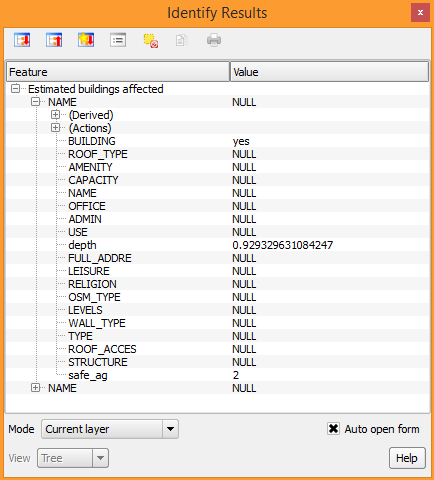 Identify Results
x
Feature Value
Estimated buildings affected
NAME NULL
(Derived)
(Actions)
BUILDING yes
ROOF_TYPE NULL
AMENITY NULL
CAPACITY NULL
NAME NULL
OFFICE NULL
ADMIN NULL
USE NULL
depth 0.929329631084247
FULL_ADDRE NULL
LEISURE NULL
RELIGION NULL
OSM_TYPE NULL
LEVELS NULL
WALL_TYPE NULL
TYPE NULL
ROOF_ACCES NULL
STRUCTURE NULL
safe_ag 2
NAME NULL
Mode Current layer Auto open form
View Tree Help